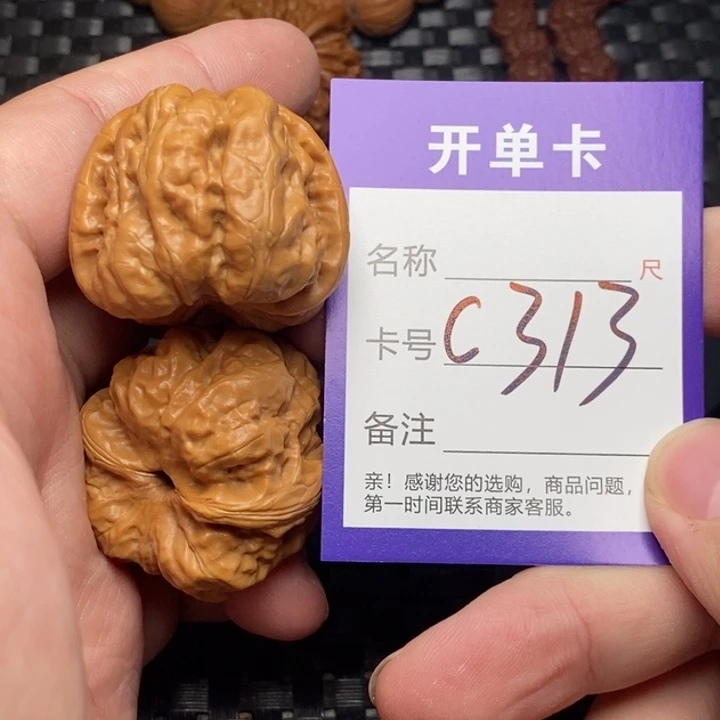 开单卡
名称 尺
卡号 C313
备注
亲！感谢您的选购，商品问题，
第一时间联系商家客服。